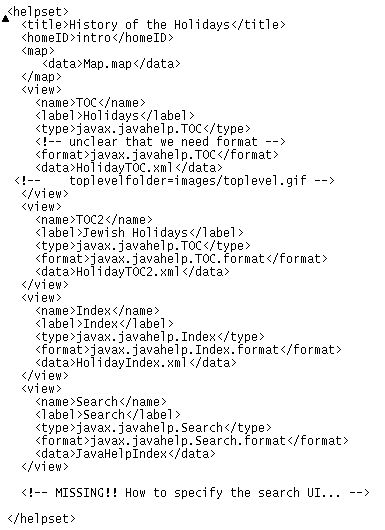 <helpset>
<title>History of the Holidays</title>
<homeID>intro</homeID>
<map>
<data>Map.map</data>
</map>
<view>
<name>TOC</name>
<label>Holidays</label>
<type>javax.javahelp.TOC</type>
<!-- unclear that we need format -->
<format>javax.javahelp.TOC</format>
<data>HolidayTOC.xml</data>
<!-- toplevelfolder=images/toplevel.gif -->
</view>
<view>
<name>TOC2</name>
<label>Jewish Holidays</label>
<type>javax.javahelp.TOC</type>
<format>javax.javahelp.TOC.format</format>
<data>HolidayTOC2.xml</data>
</view>
<view>
<name>Index</name>
<label>Index</label>
<type>javax.javahelp.Index</type>
<format>javax.javahelp.Index.format</format>
<data>HolidayIndex.xml</data>
</view>
<view>
<name>Search</name>
<label>Search</label>
<type>javax.javahelp.Search</type>
<format>javax.javahelp.Search.format</format>
<data>JavaHelpIndex</data>
</view>
<!-- MISSING!! How to specify the search UI... -->
</helpset>